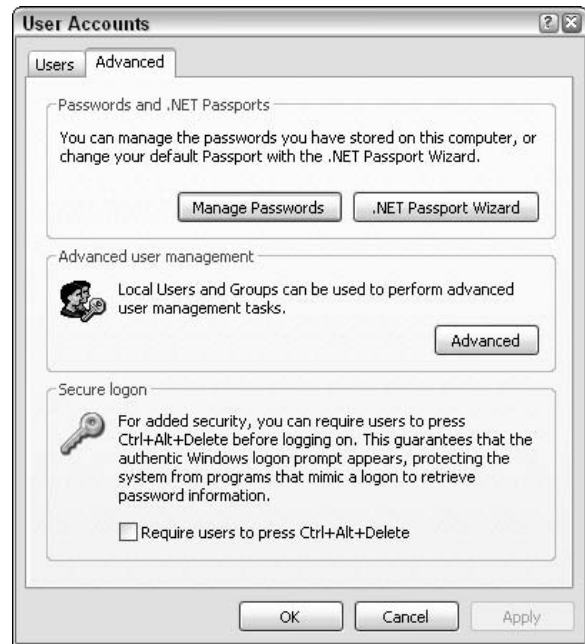 User Accounts
Users
Advanced
Passwords and .NET Passports
You can manage the passwords you have stored on this computer, or
change your default Passport with the .NET Passport Wizard.
Manage Passwords
.NET Passport Wizard
Advanced user management
Local Users and Groups can be used to perform advanced
user management tasks.
Advanced
Secure logon
For added security, you can require users to press
Ctrl+Alt+Delete before logging on. This guarantees that the
authentic Windows logon prompt appears, protecting the
system from programs that mimic a logon to retrieve
password information.
Require users to press Ctrl+Alt+Delete
OK
Cancel
Apply